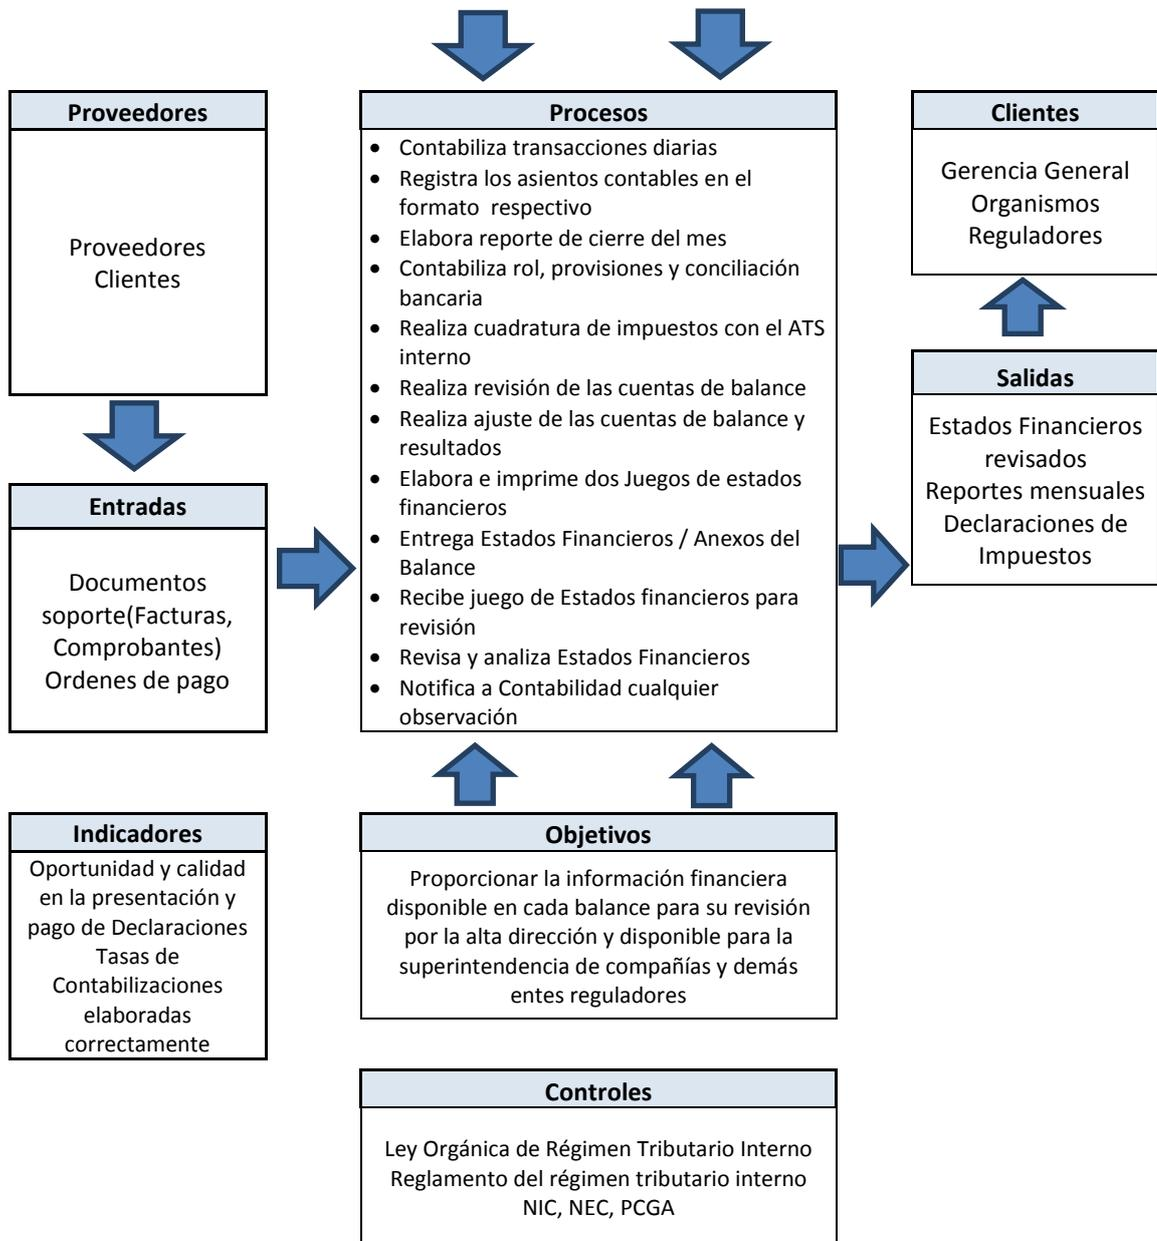 Proveedores
Proveedores
Clientes
Entradas
Documentos
soporte(Facturas,
Comprobantes)
Ordenes de pago
Indicadores
Oportunidad y calidad
en la presentación y
pago de Declaraciones
Tasas de
Contabilizaciones
elaboradas
correctamente
Procesos
• Contabiliza transacciones diarias
• Registra los asientos contables en el
formato respectivo
• Elabora reporte de cierre del mes
• Contabiliza rol, provisiones y conciliación
bancaria
• Realiza cuadratura de impuestos con el ATS
interno
• Realiza revisión de las cuentas de balance
• Realiza ajuste de las cuentas de balance y
resultados
• Elabora e imprime dos Juegos de estados
financieros
• Entrega Estados Financieros / Anexos del
Balance
• Recibe juego de Estados financieros para
revisión
• Revisa y analiza Estados Financieros
• Notifica a Contabilidad cualquier
observación
Objetivos
Proporcionar la información financiera
disponible en cada balance para su revisión
por la alta dirección y disponible para la
superintendencia de compañías y demás
entes reguladores
Controles
Ley Orgánica de Régimen Tributario Interno
Reglamento del régimen tributario interno
NIC, NEC, PCGA
Clientes
Gerencia General
Organismos
Reguladores
Salidas
Estados Financieros
revisados
Reportes mensuales
Declaraciones de
Impuestos